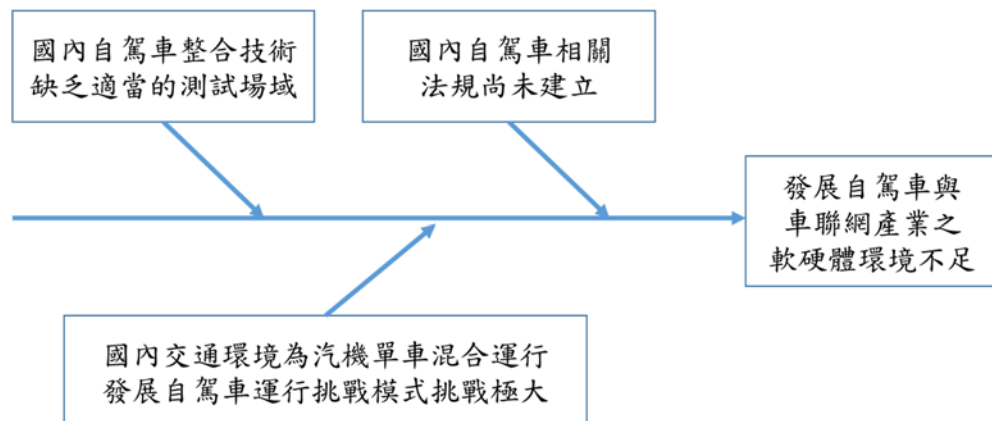 國內自駕車整合技術
缺乏適當的測試場域
國內自駕車相關
法規尚未建立
發展自駕車與
車聯網產業之
軟硬體環境不足
國內交通環境為汽機單車混合運行
發展自駕車運行挑戰模式挑戰極大